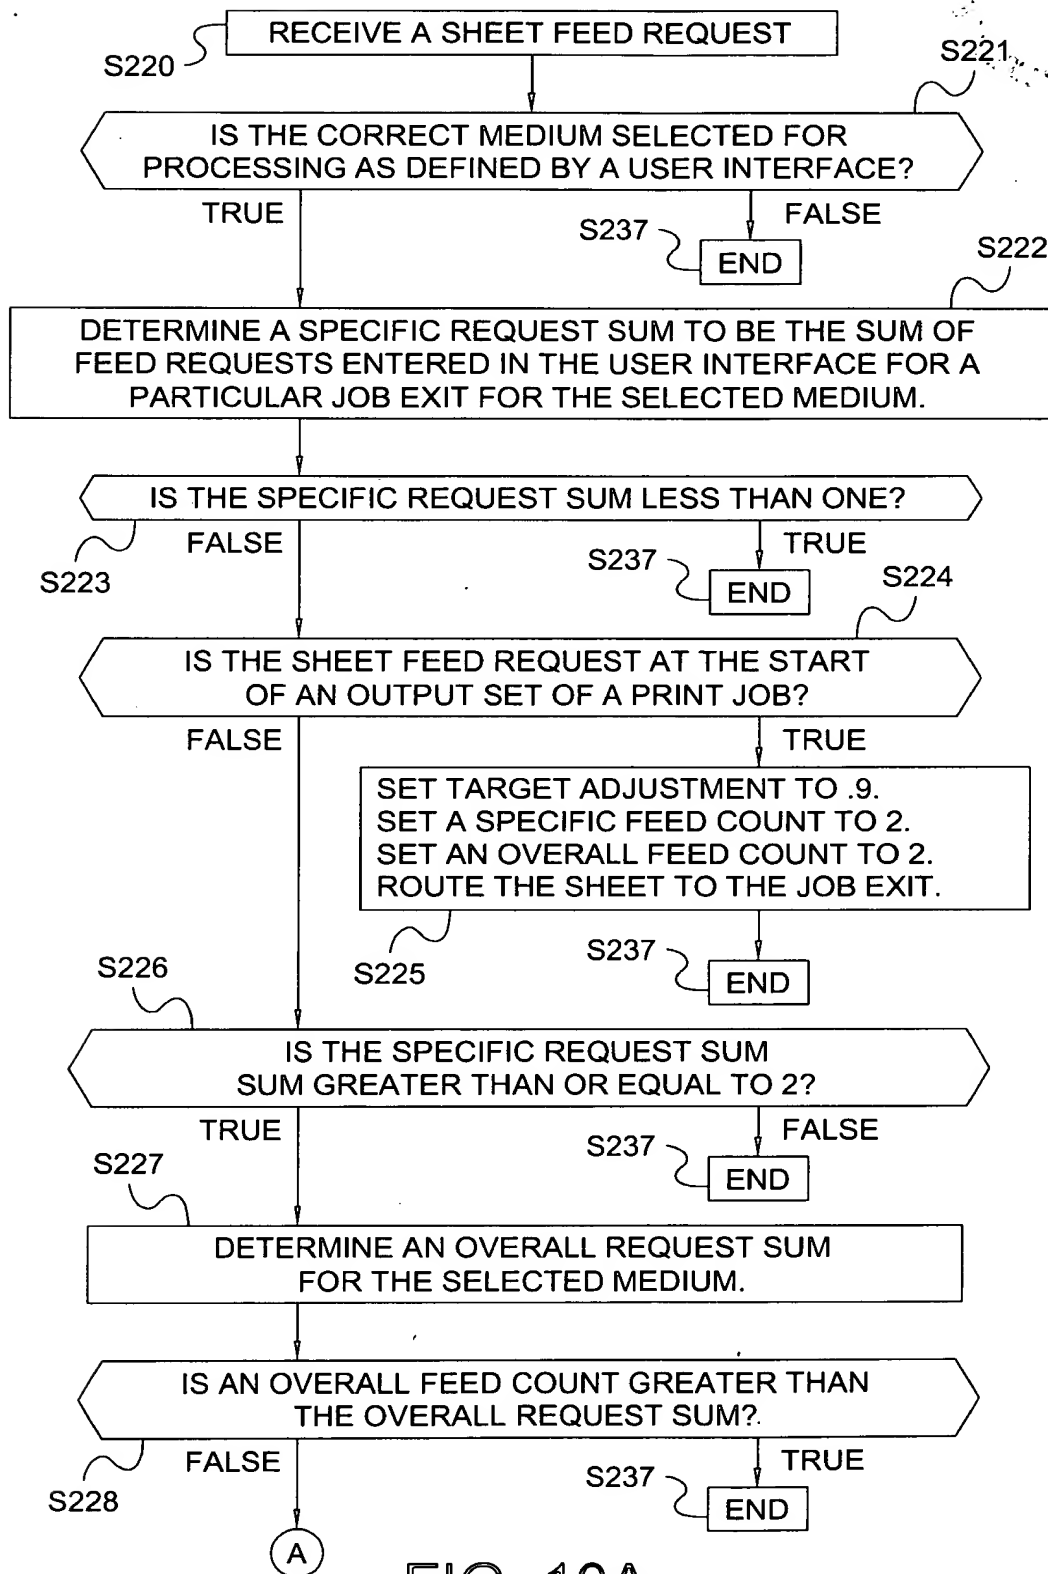 RECEIVE A SHEET FEED REQUEST
S220
S221
IS THE CORRECT MEDIUM SELECTED FOR
PROCESSING AS DEFINED BY A USER INTERFACE?
TRUE
FALSE
S237
END
S222
DETERMINE A SPECIFIC REQUEST SUM TO BE THE SUM OF
FEED REQUESTS ENTERED IN THE USER INTERFACE FOR A
PARTICULAR JOB EXIT FOR THE SELECTED MEDIUM.
IS THE SPECIFIC REQUEST SUM LESS THAN ONE?
S223
FALSE
TRUE
S237
END
S224
IS THE SHEET FEED REQUEST AT THE START
OF AN OUTPUT SET OF A PRINT JOB?
FALSE
TRUE
SET TARGET ADJUSTMENT TO .9.
SET A SPECIFIC FEED COUNT TO 2.
SET AN OVERALL FEED COUNT TO 2.
ROUTE THE SHEET TO THE JOB EXIT.
S225
S237
END
S226
IS THE SPECIFIC REQUEST SUM
SUM GREATER THAN OR EQUAL TO 2?
TRUE
FALSE
S237
END
S227
DETERMINE AN OVERALL REQUEST SUM
FOR THE SELECTED MEDIUM.
IS AN OVERALL FEED COUNT GREATER THAN
THE OVERALL REQUEST SUM?
S228
FALSE
TRUE
S237
END
A